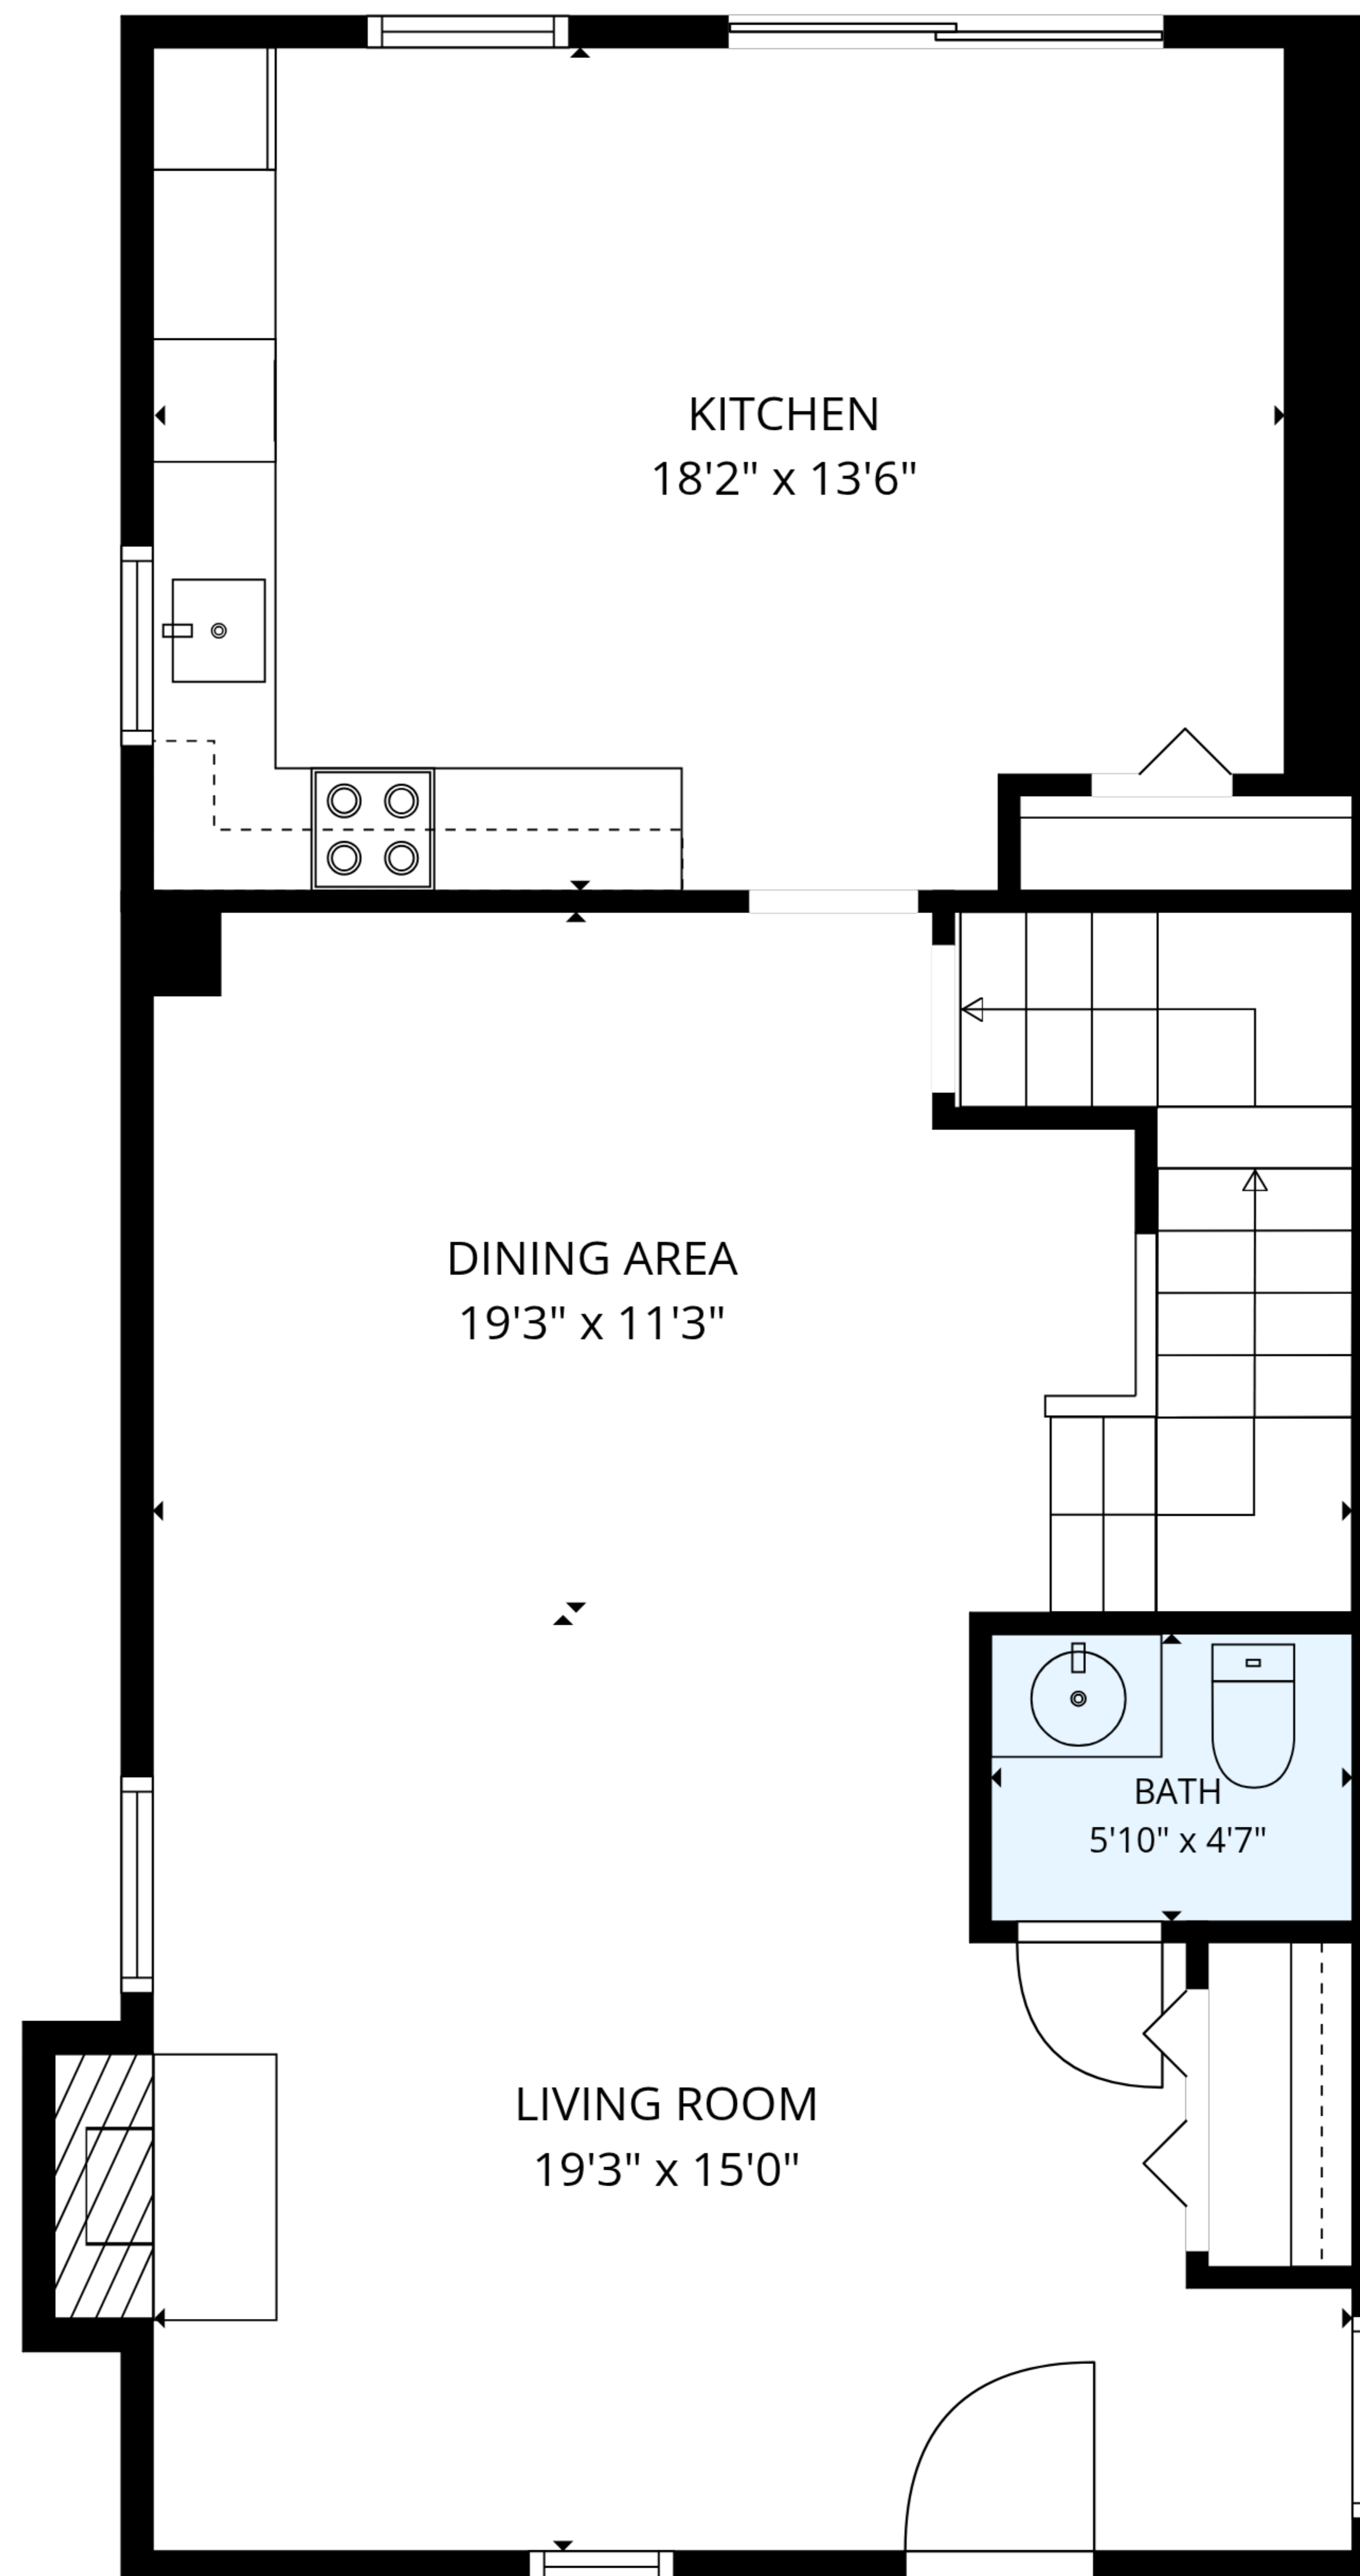 KITCHEN
18'2" x 13'6"
DINING AREA
19'3" x 11'3"
BATH
5'10" x 4'7"
LIVING ROOM
19'3" x 15'0"